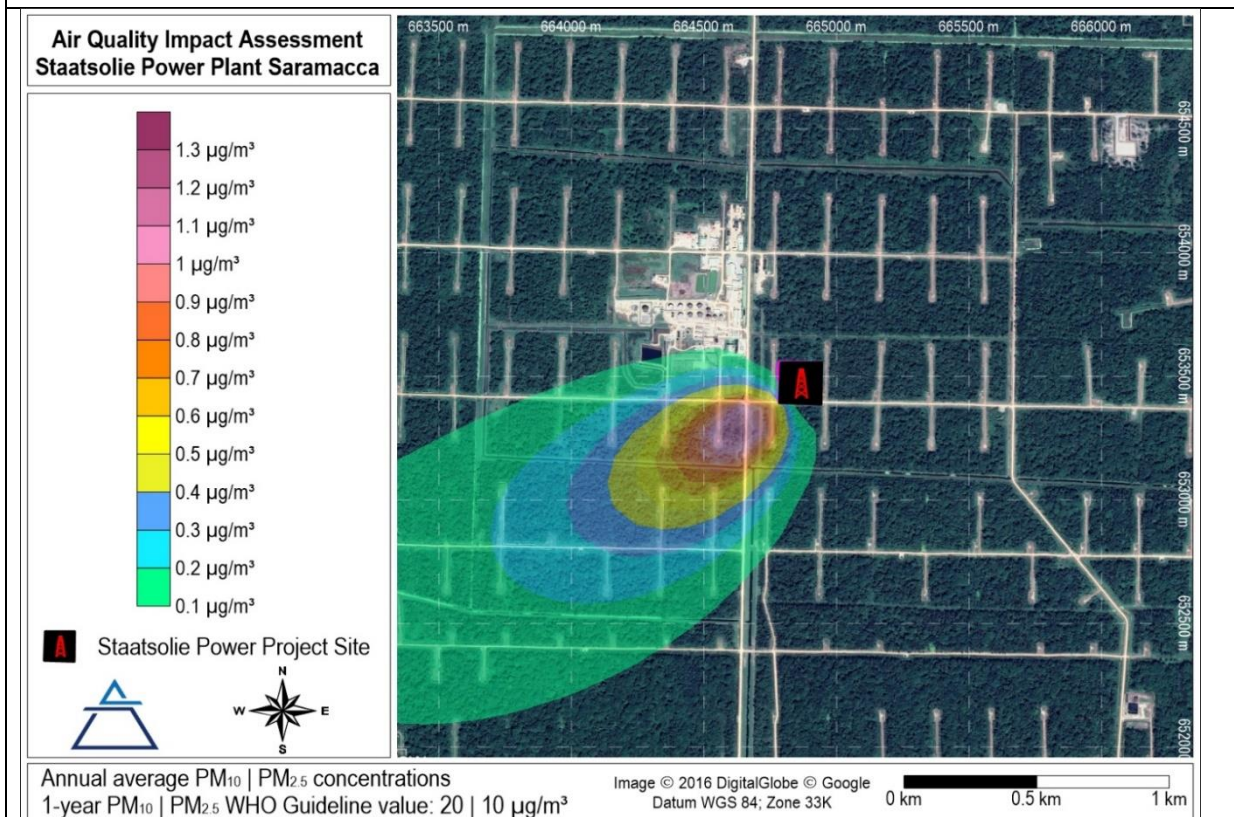 Air Quality Impact Assessment
Staatsolie Power Plant Saramacca
1.3 µg/m³
1.2 µg/m³
1.1 µg/m³
1 µg/m³
0.9 µg/m³
0.8 µg/m³
0.7 µg/m³
0.6 µg/m³
0.5 µg/m³
0.4 µg/m³
0.3 µg/m³
0.2 µg/m³
0.1 µg/m³
Staatsolie Power Project Site
N
W E
S
663500 m 664000 m 664500 m 665000 m 665500 m 666000 m
654500 m
654000 m
653500 m
653000 m
652500 m
652000 m
Annual average PM₁₀ | PM₂.₅ concentrations
1-year PM₁₀ | PM₂.₅ WHO Guideline value: 20 | 10 µg/m³
Image © 2016 DigitalGlobe © Google
Datum WGS 84; Zone 33K
0 km 0.5 km 1 km